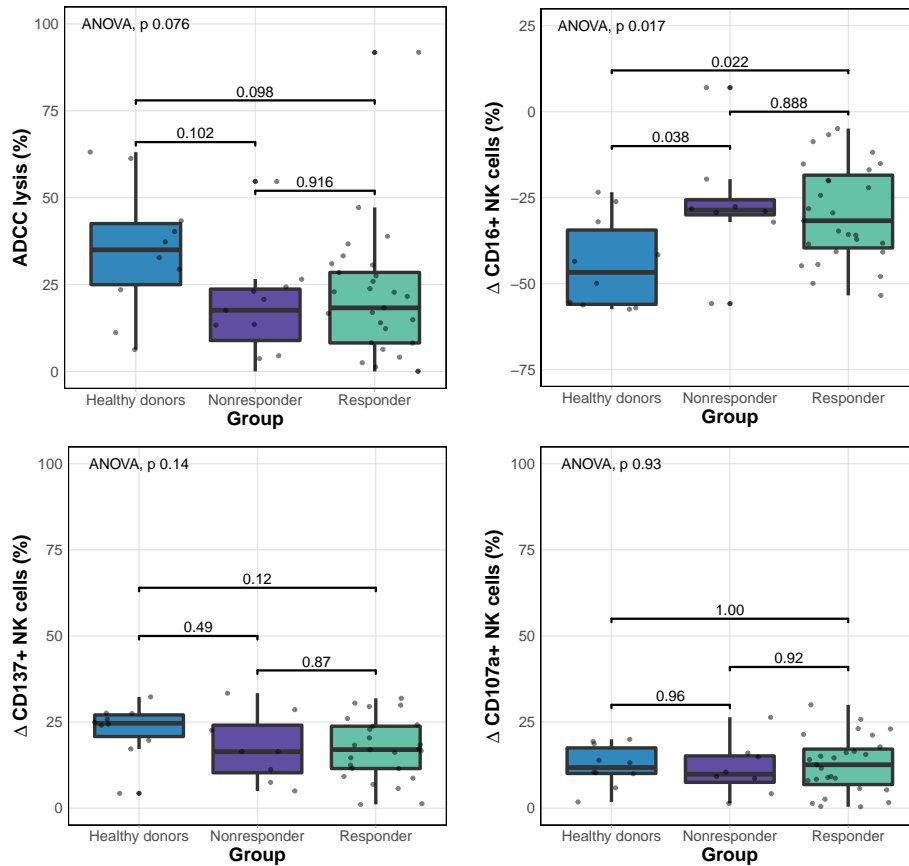 ADCC lysis (%)
100
75
50
25
0
ANOVA, p 0.076
0.098
0.102
0.916
Healthy donors Nonresponder Responder
Group
Δ CD16+ NK cells (%)
25
0
−25
−50
−75
ANOVA, p 0.017
0.022
0.888
0.038
Healthy donors Nonresponder Responder
Group
Δ CD137+ NK cells (%)
100
75
50
25
0
ANOVA, p 0.14
0.12
0.49
0.87
Healthy donors Nonresponder Responder
Group
Δ CD107a+ NK cells (%)
100
75
50
25
0
ANOVA, p 0.93
1.00
0.92
0.96
Healthy donors Nonresponder Responder
Group